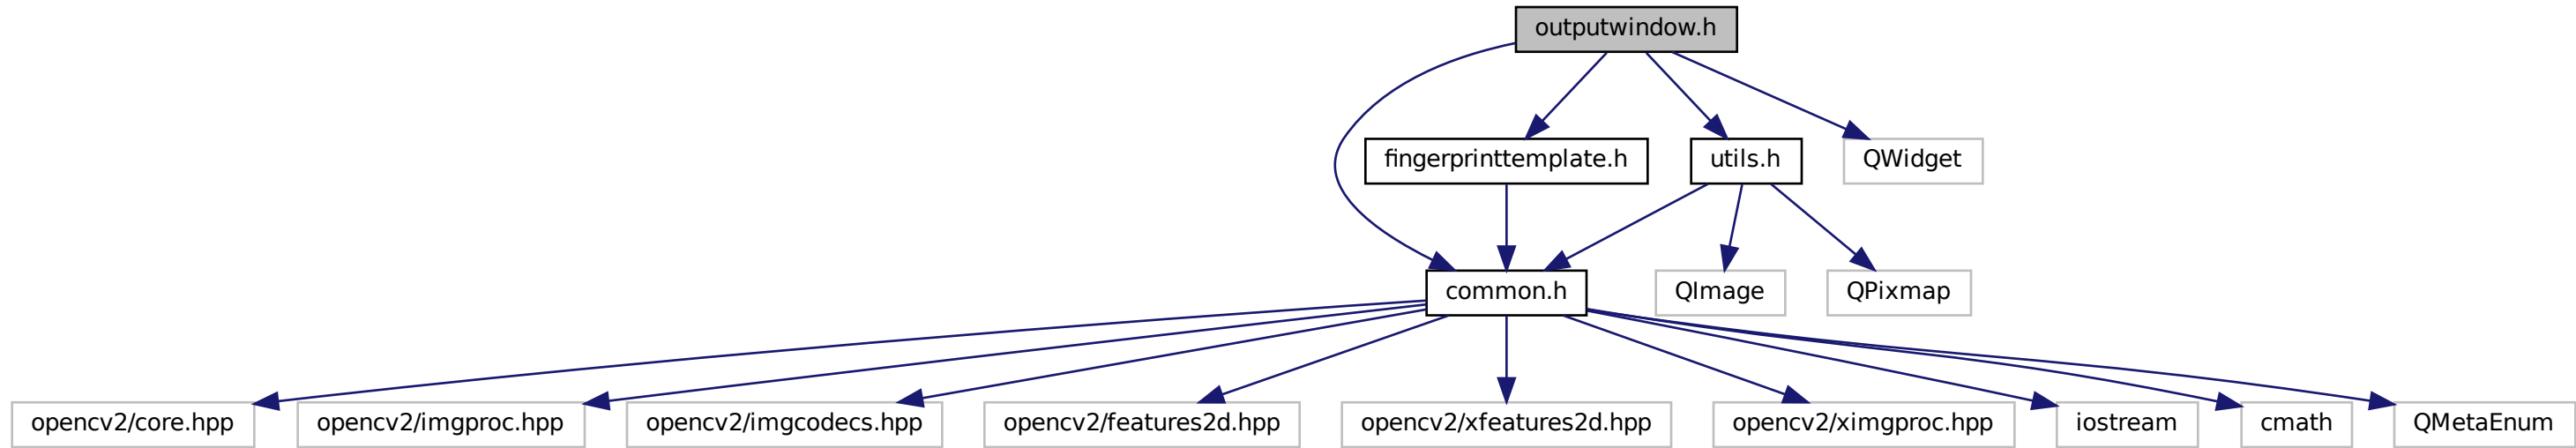 outputwindow.h
fingerprinttemplate.h
utils.h
QWidget
common.h
QImage
QPixmap
opencv2/core.hpp
opencv2/imgproc.hpp
opencv2/imgcodecs.hpp
opencv2/features2d.hpp
opencv2/xfeatures2d.hpp
opencv2/ximgproc.hpp
iostream
cmath
QMetaEnum